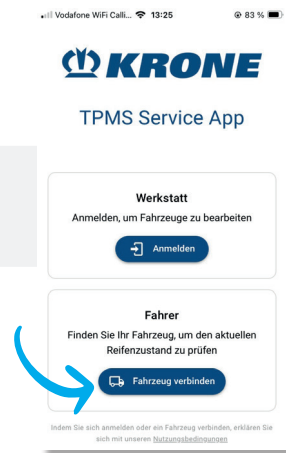 Vodafone WiFi Calli... 13:25 83 %
KRONE
TPMS Service App
Werkstatt
Anmelden, um Fahrzeuge zu bearbeiten
Anmelden
Fahrer
Finden Sie Ihr Fahrzeug, um den aktuellen
Reifenzustand zu prüfen
Fahrzeug verbinden
Indem Sie sich anmelden oder ein Fahrzeug verbinden, erklären Sie
sich mit unseren Nutzungsbedingungen